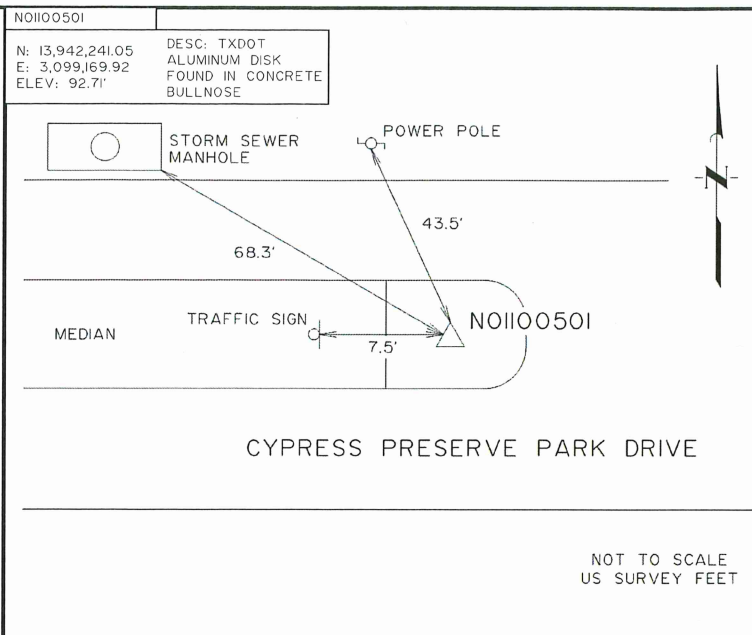 N01100501
N: 13,942,241.05
E: 3,099,169.92
ELEV: 92.71'
DESC: TXDOT
ALUMINUM DISK
FOUND IN CONCRETE
BULLNOSE
STORM SEWER
MANHOLE
POWER POLE
N
43.5'
68.3'
TRAFFIC SIGN
N01100501
MEDIAN
7.5'
CYPRESS PRESERVE PARK DRIVE
NOT TO SCALE
US SURVEY FEET